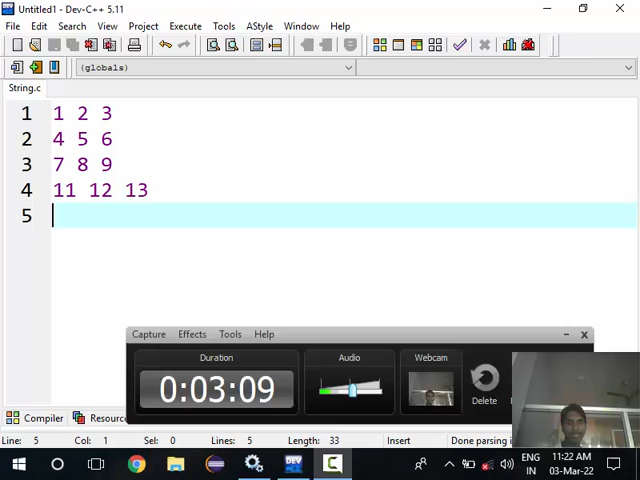 Untitled1 - Dev-C++ 5.11
File Edit Search View Project Execute Tools AStyle Window Help
(globals)
String.c
1 1 2 3
2 4 5 6
3 7 8 9
4 11 12 13
5
Capture Effects Tools Help
Duration Audio Webcam
0:03:09
Delete
Compiler Resourc
Line: 5 Col: 1 Sel: 0 Lines: 5 Length: 33 Insert Done parsing i
DEV
ENG
IN
11:22 AM
03-Mar-22